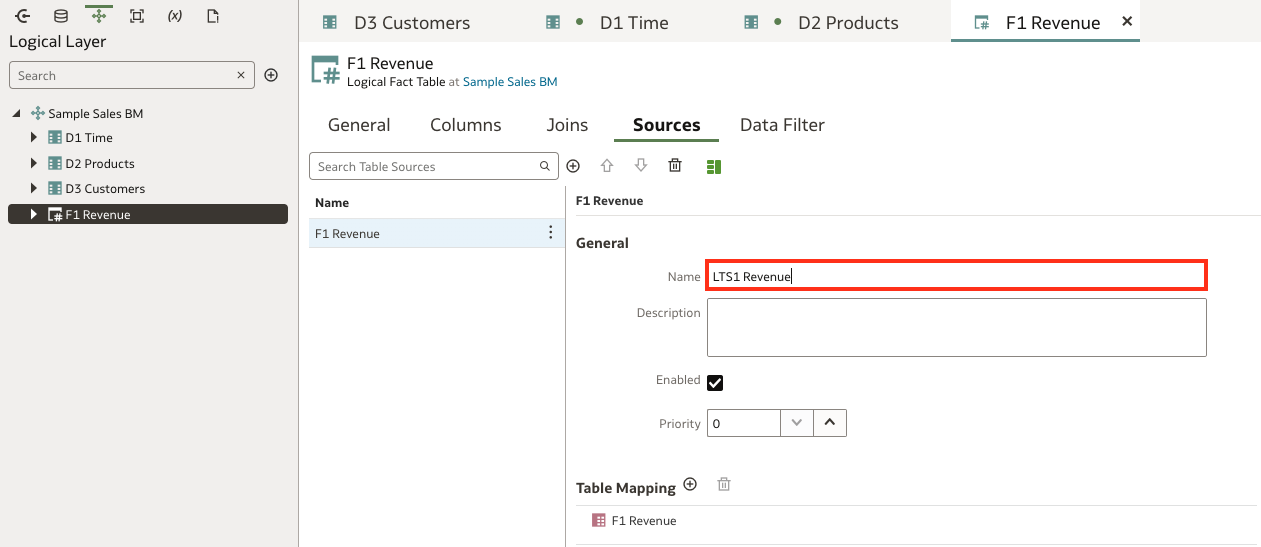 D3 Customers
D1 Time
D2 Products
F1 Revenue
Logical Layer
Search
Sample Sales BM
D1 Time
D2 Products
D3 Customers
F1 Revenue
F1 Revenue
Logical Fact Table at Sample Sales BM
General Columns Joins Sources Data Filter
Search Table Sources
Name
F1 Revenue
F1 Revenue
General
Name LTS1 Revenue
Description
Enabled
Priority 0
Table Mapping
F1 Revenue